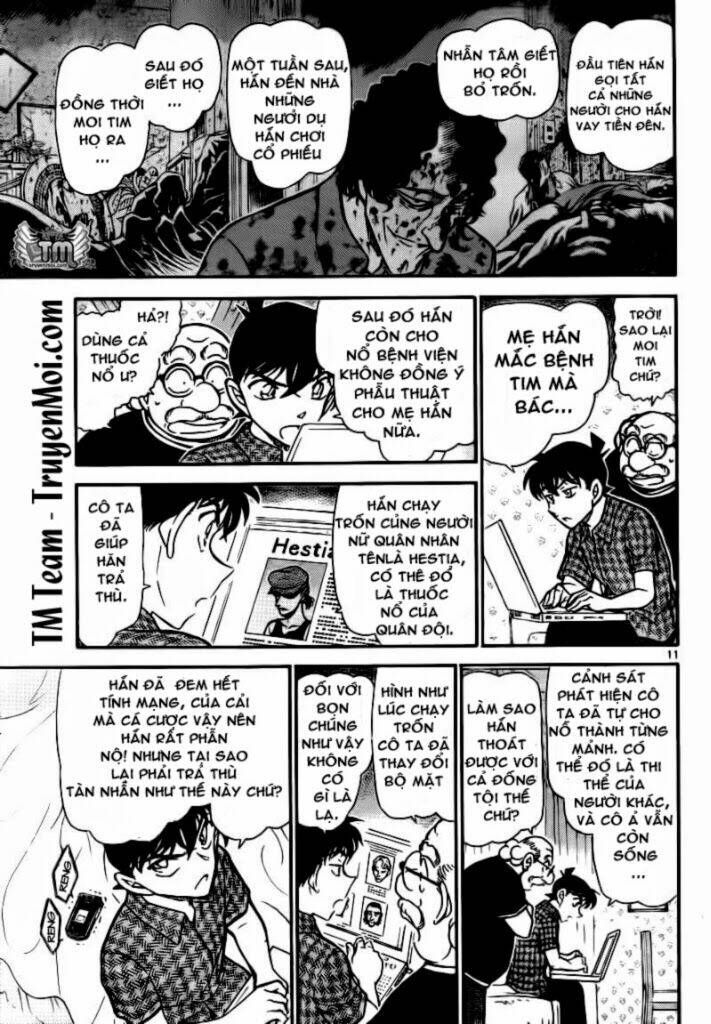 ĐẦU TIÊN HẮN
GỌI TẤT
CẢ NHỮNG
NGƯỜI CHO HẮN
VAY TIỀN ĐẾN.
NHẪN TÂM GIẾT
HỌ RỒI
BỎ TRỐN.
MỘT TUẦN SAU,
HẮN ĐẾN NHÀ
NHỮNG
NGƯỜI DỤ
HẮN CHƠI
CỔ PHIẾU
SAU ĐÓ
GIẾT HỌ
...
ĐỒNG THỜI
MOI TIM
HỌ RA
...
TM
truyenmoi.com
TM Team - TruyenMoi.com
TRỜI!
SAO LẠI
MOI TIM
CHỨ?
MẸ HẮN
MẮC BỆNH
TIM MÀ
BÁC...
SAU ĐÓ HẮN
CÒN CHO
NỔ BỆNH VIỆN
KHÔNG ĐỒNG Ý
PHẪU THUẬT
CHO MẸ HẮN
NỮA.
HẢ?!
DÙNG CẢ
THUỐC
NỔ Ư?
HẮN CHẠY
TRỐN CÙNG NGƯỜI
NỮ QUÂN NHÂN
TÊNLÀ HESTIA,
CÓ THỂ ĐỐ
LÀ THUỐC
NỔ CỦA
QUÂN ĐỘI.
Hestia
CÔ TA
ĐÃ
GIÚP
HẮN
TRẢ
THÙ.
11
CẢNH SÁT
PHÁT HIỆN CÔ
TA ĐÃ TỰ CHO
NỔ THÀNH TỪNG
MẢNH. CÓ
THỂ ĐÓ LÀ THI
THỂ CỦA
NGƯỜI KHÁC,
VÀ CÔ Ả VẪN
CÒN
SỐNG
...
LÀM SAO
HẮN
THOÁT
ĐƯỢC VỚI
CẢ ĐỒNG
TỘI THẾ
CHỨ?
HÌNH NHƯ
LÚC CHẠY
TRỐN
CÔ TA ĐÃ
THAY ĐỔI
BỘ MẶT
ĐỐI VỚI
BỌN
CHÚNG
NHƯ VẬY
KHÔNG
CÓ
GÌ LÀ
LẠ.
HẮN ĐÃ ĐEM HẾT
TÍNH MẠNG, CỦA CẢI
MÀ CÁ CƯỢC VẬY NÊN
HẮN RẤT PHẪN
NỘ! NHƯNG TẠI SAO
LẠI PHẢI TRẢ THÙ
TÀN NHẪN NHƯ THẾ NÀY CHỨ?
RENG
RENG